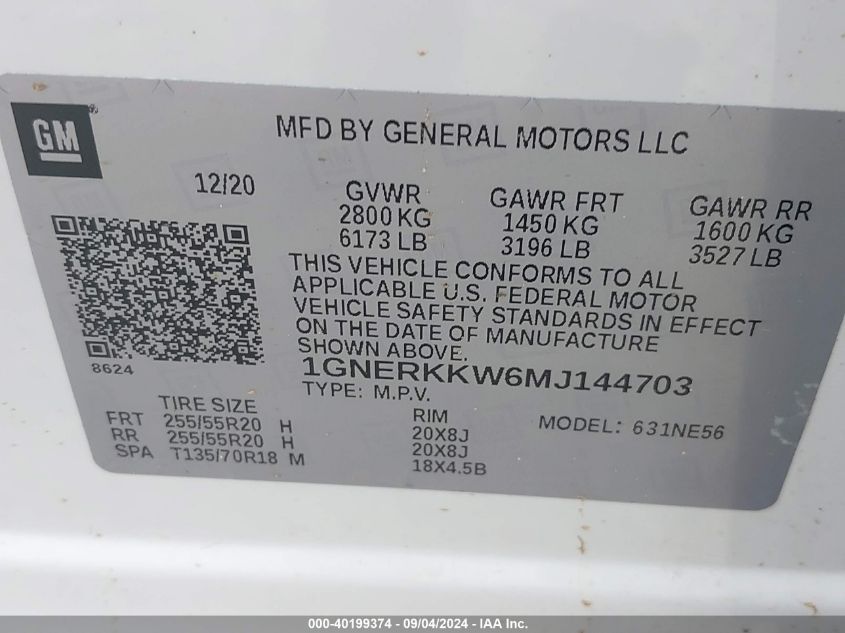 GM
MFD BY GENERAL MOTORS LLC
12/20
GVWR
2800 KG
6173 LB
GAWR FRT
1450 KG
3196 LB
GAWR RR
1600 KG
3527 LB
THIS VEHICLE CONFORMS TO ALL
APPLICABLE U.S. FEDERAL MOTOR
VEHICLE SAFETY STANDARDS IN EFFECT
ON THE DATE OF MANUFACTURE
SHOWN ABOVE.
8624
1GNERKKW6MJ144703
TYPE: M.P.V.
TIRE SIZE
RIM
MODEL: 631NE56
FRT 255/55R20 H 20X8J
RR 255/55R20 H 20X8J
SPA T135/70R18 M 18X4.5B
000-40199374 - 09/04/2024 - IAA Inc.